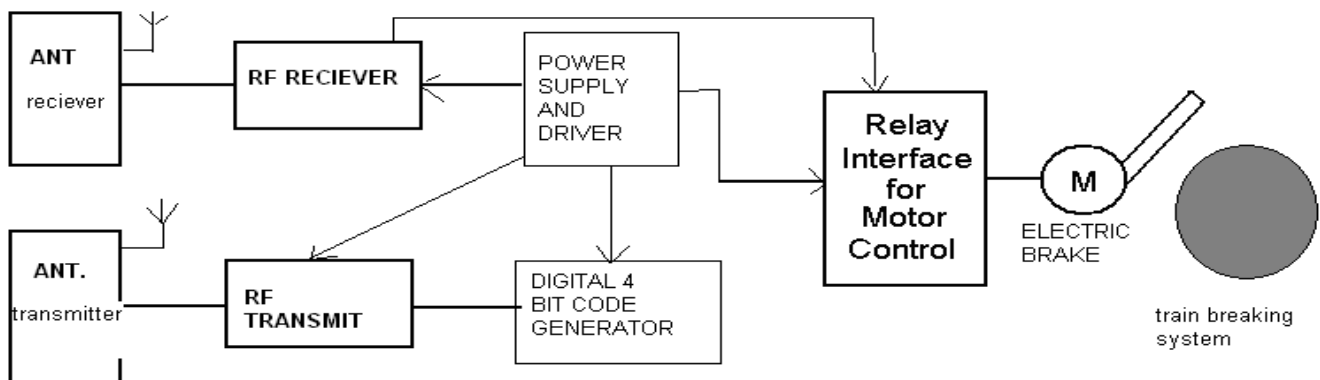 ANT
reciever
RF RECIEVER
POWER
SUPPLY
AND
DRIVER
Relay
Interface
for
Motor
Control
M
ELECTRIC
BRAKE
train breaking
system
ANT.
transmitter
RF
TRANSMIT
DIGITAL 4
BIT CODE
GENERATOR